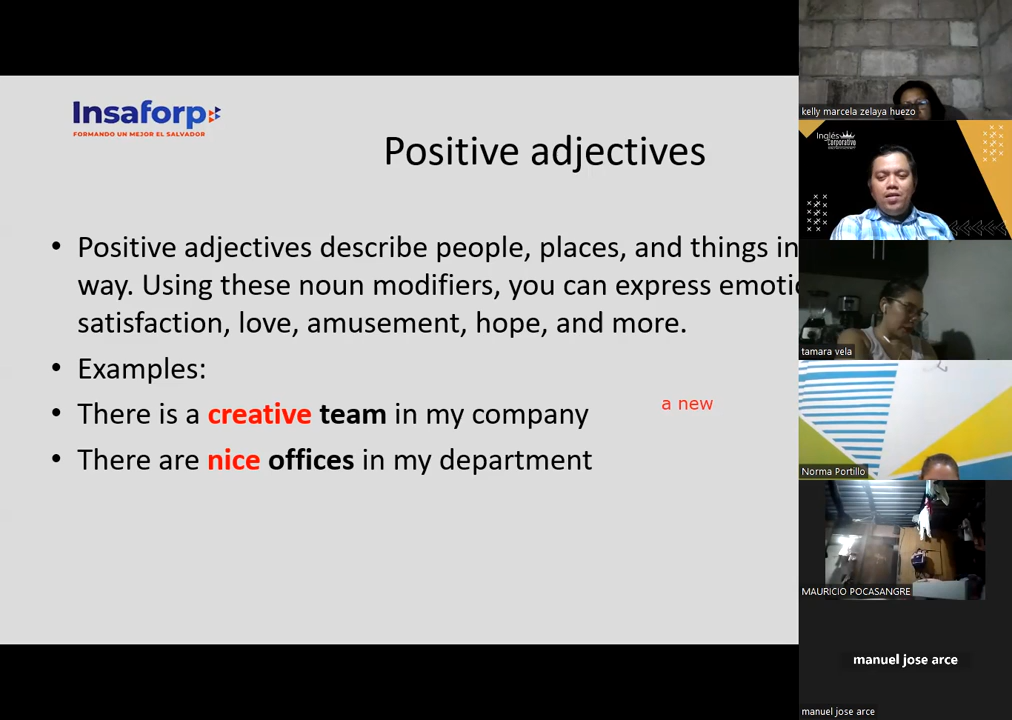 Insaforp
FORMANDO UN MEJOR EL SALVADOR
Positive adjectives
• Positive adjectives describe people, places, and things in
way. Using these noun modifiers, you can express emoti
satisfaction, love, amusement, hope, and more.
• Examples:
• There is a creative team in my company
a new
• There are nice offices in my department
kelly marcela zelaya huezo
Inglés
Corporativo
tamara vela
Norma Portillo
MAURICIO POCASANGRE
manuel jose arce
manuel jose arce